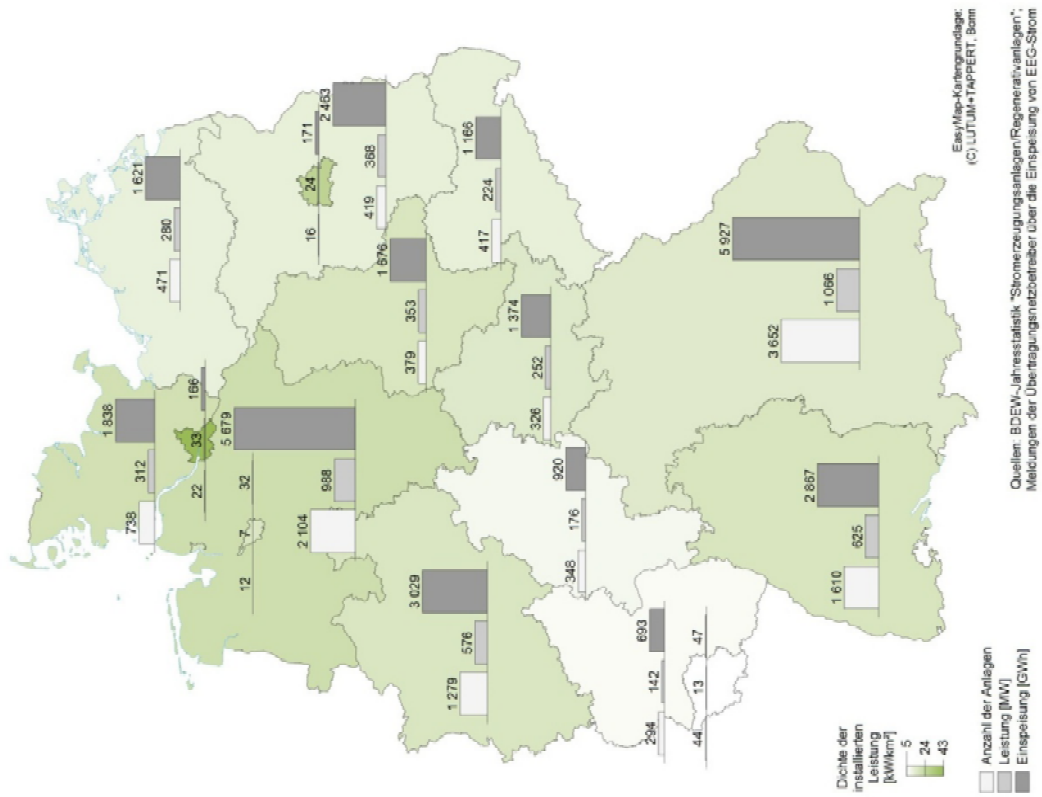 738 312 1 838
471 280 1 621
22 33 166
12 7 32
16 24 171
2 104 988 5 679
419 368 2 463
379 353 1 676
1 279 576 3 029
417 224 1 166
326 252 1 374
348 176 920
294 142 693
44 13 47
3 652 1 066 5 927
1 610 625 2 867
Dichte der
installierten
Leistung
[kW/km²]
5
24
43
Anzahl der Anlagen
Leistung [MW]
Einspeisung [GWh]
EasyMap-Kartengrundlage:
(C) LUTUM+TAPPERT, Bonn
Quellen: BDEW-Jahresstatistik "Stromerzeugungsanlagen/Regenerativanlagen";
Meldungen der Übertragungsnetzbetreiber über die Einspeisung von EEG-Strom